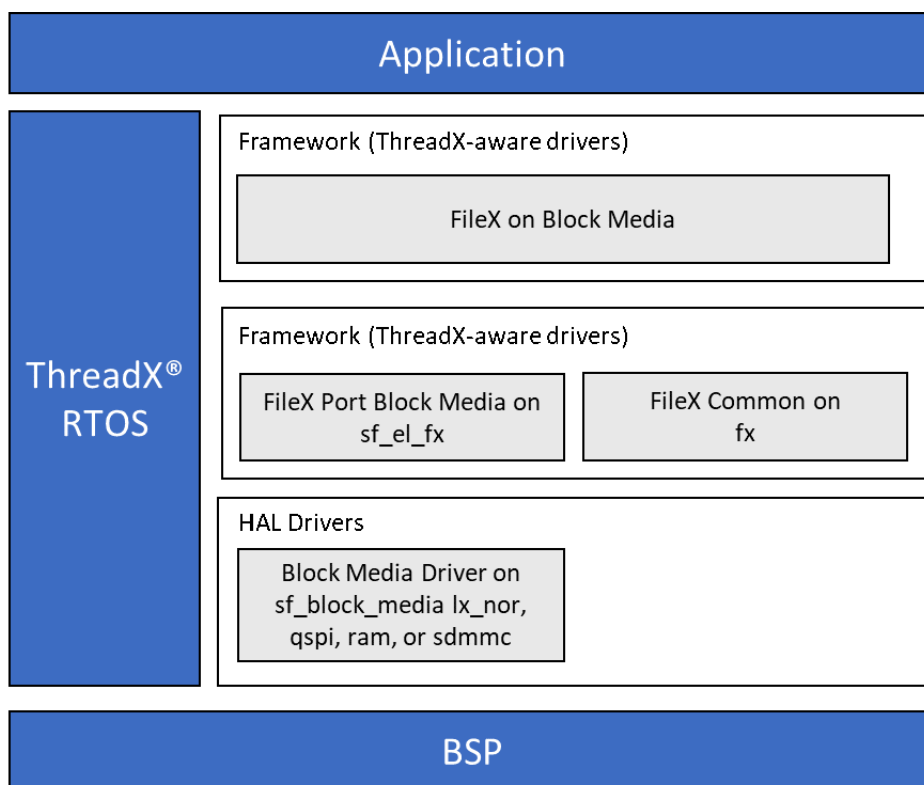 Application
ThreadX®
RTOS
Framework (ThreadX-aware drivers)
FileX on Block Media
Framework (ThreadX-aware drivers)
FileX Port Block Media on
sf_el_fx
FileX Common on
fx
HAL Drivers
Block Media Driver on
sf_block_media lx_nor,
qspi, ram, or sdmmc
BSP